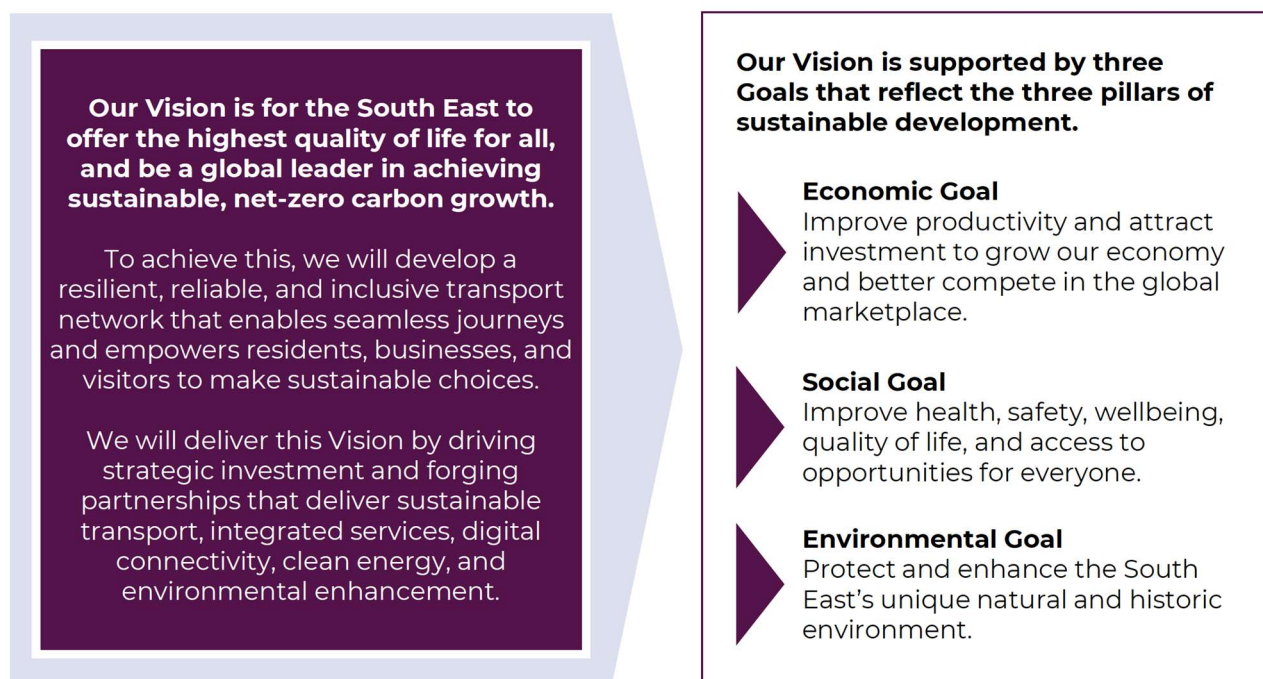 Our Vision is for the South East to
offer the highest quality of life for all,
and be a global leader in achieving
sustainable, net-zero carbon growth.
To achieve this, we will develop a
resilient, reliable, and inclusive transport
network that enables seamless journeys
and empowers residents, businesses, and
visitors to make sustainable choices.
We will deliver this Vision by driving
strategic investment and forging
partnerships that deliver sustainable
transport, integrated services, digital
connectivity, clean energy, and
environmental enhancement.
Our Vision is supported by three
Goals that reflect the three pillars of
sustainable development.
Economic Goal
Improve productivity and attract
investment to grow our economy
and better compete in the global
marketplace.
Social Goal
Improve health, safety, wellbeing,
quality of life, and access to
opportunities for everyone.
Environmental Goal
Protect and enhance the South
East’s unique natural and historic
environment.